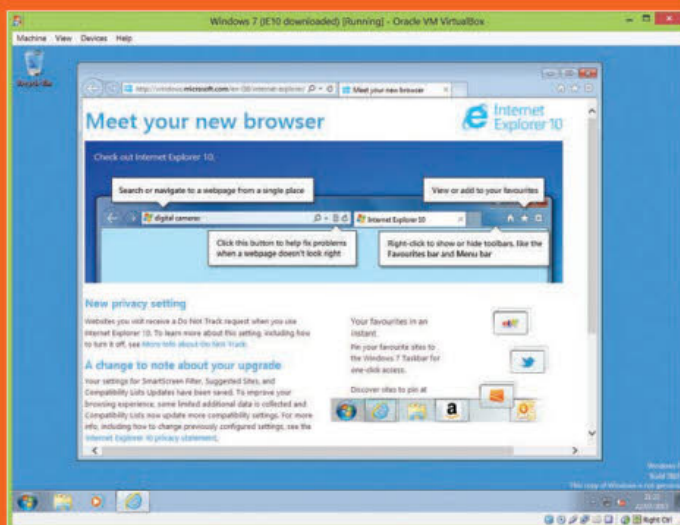 Windows 7 (IE10 downloaded) [Running] - Oracle VM VirtualBox
Machine View Devices Help
Recycle Bin
Meet your new browser
Meet your new browser
Internet
Explorer 10
Check out Internet Explorer 10.
Search or navigate to a webpage from a single place
View or add to your favourites
digital cameras
Internet Explorer 10
Click this button to help fix problems
when a webpage doesn't look right
Right-click to show or hide toolbars, like the
Favourites bar and Menu bar
New privacy setting
Websites you visit receive a Do Not Track request when you use
Internet Explorer 10. To learn more about this setting, including how
to turn it off, see More info about Do Not Track.
A change to note about your upgrade
Your settings for SmartScreen Filter, Suggested Sites, and
Compatibility Lists Updates have been saved. To improve your
browsing experience, some limited additional data is collected and
Compatibility Lists now update more compatibility settings. For more
info, including how to change previously configured settings, see the
Internet Explorer 10 privacy statement.
Your favourites in an
instant.
Pin your favourite sites to
the Windows 7 Taskbar for
one-click access.
Discover sites to pin at
a
Windows
Build
This copy of Windows is not
Right Ctrl